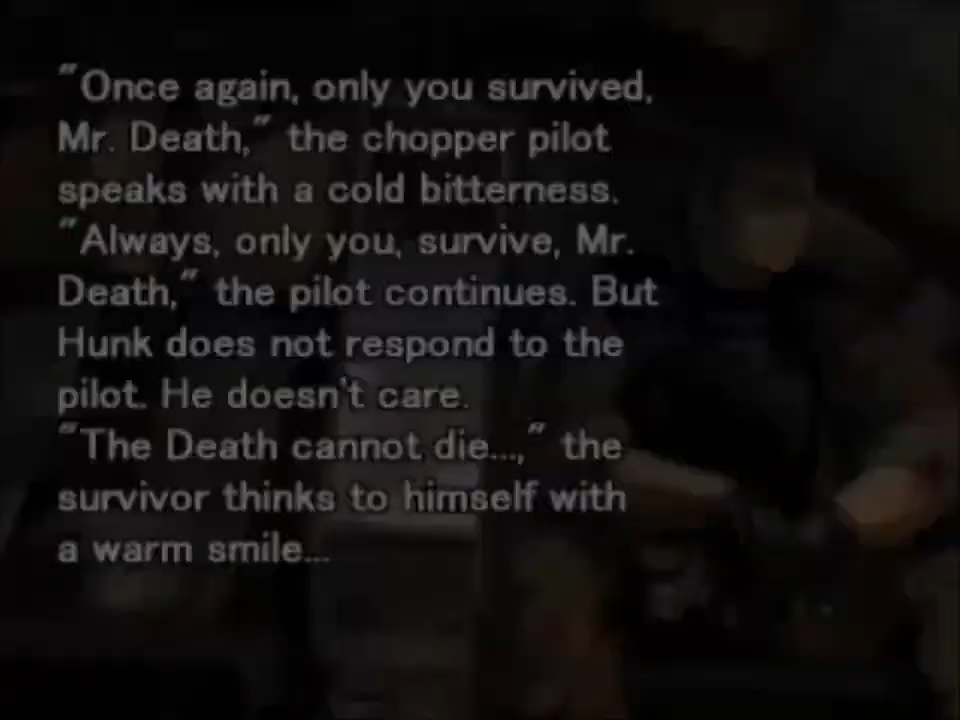 "Once again, only you survived,
Mr. Death," the chopper pilot
speaks with a cold bitterness.
"Always, only you, survive, Mr.
Death," the pilot continues. But
Hunk does not respond to the
pilot. He doesn't care.
"The Death cannot die...," the
survivor thinks to himself with
a warm smile...